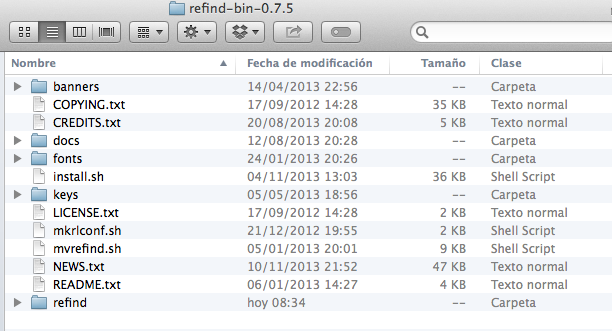 refind-bin-0.7.5
Nombre Fecha de modificación Tamaño Clase
banners 14/04/2013 22:56 -- Carpeta
COPYING.txt 17/09/2012 14:28 35 KB Texto normal
CREDITS.txt 20/08/2013 20:08 5 KB Texto normal
docs 12/08/2013 20:28 -- Carpeta
fonts 24/01/2013 20:26 -- Carpeta
install.sh 04/11/2013 13:03 36 KB Shell Script
keys 05/05/2013 18:56 -- Carpeta
LICENSE.txt 17/09/2012 14:28 2 KB Texto normal
mkrlconf.sh 21/12/2012 19:55 2 KB Shell Script
mvrefind.sh 05/01/2013 20:01 9 KB Shell Script
NEWS.txt 10/11/2013 21:52 47 KB Texto normal
README.txt 06/01/2013 14:27 4 KB Texto normal
refind hoy 08:34 -- Carpeta